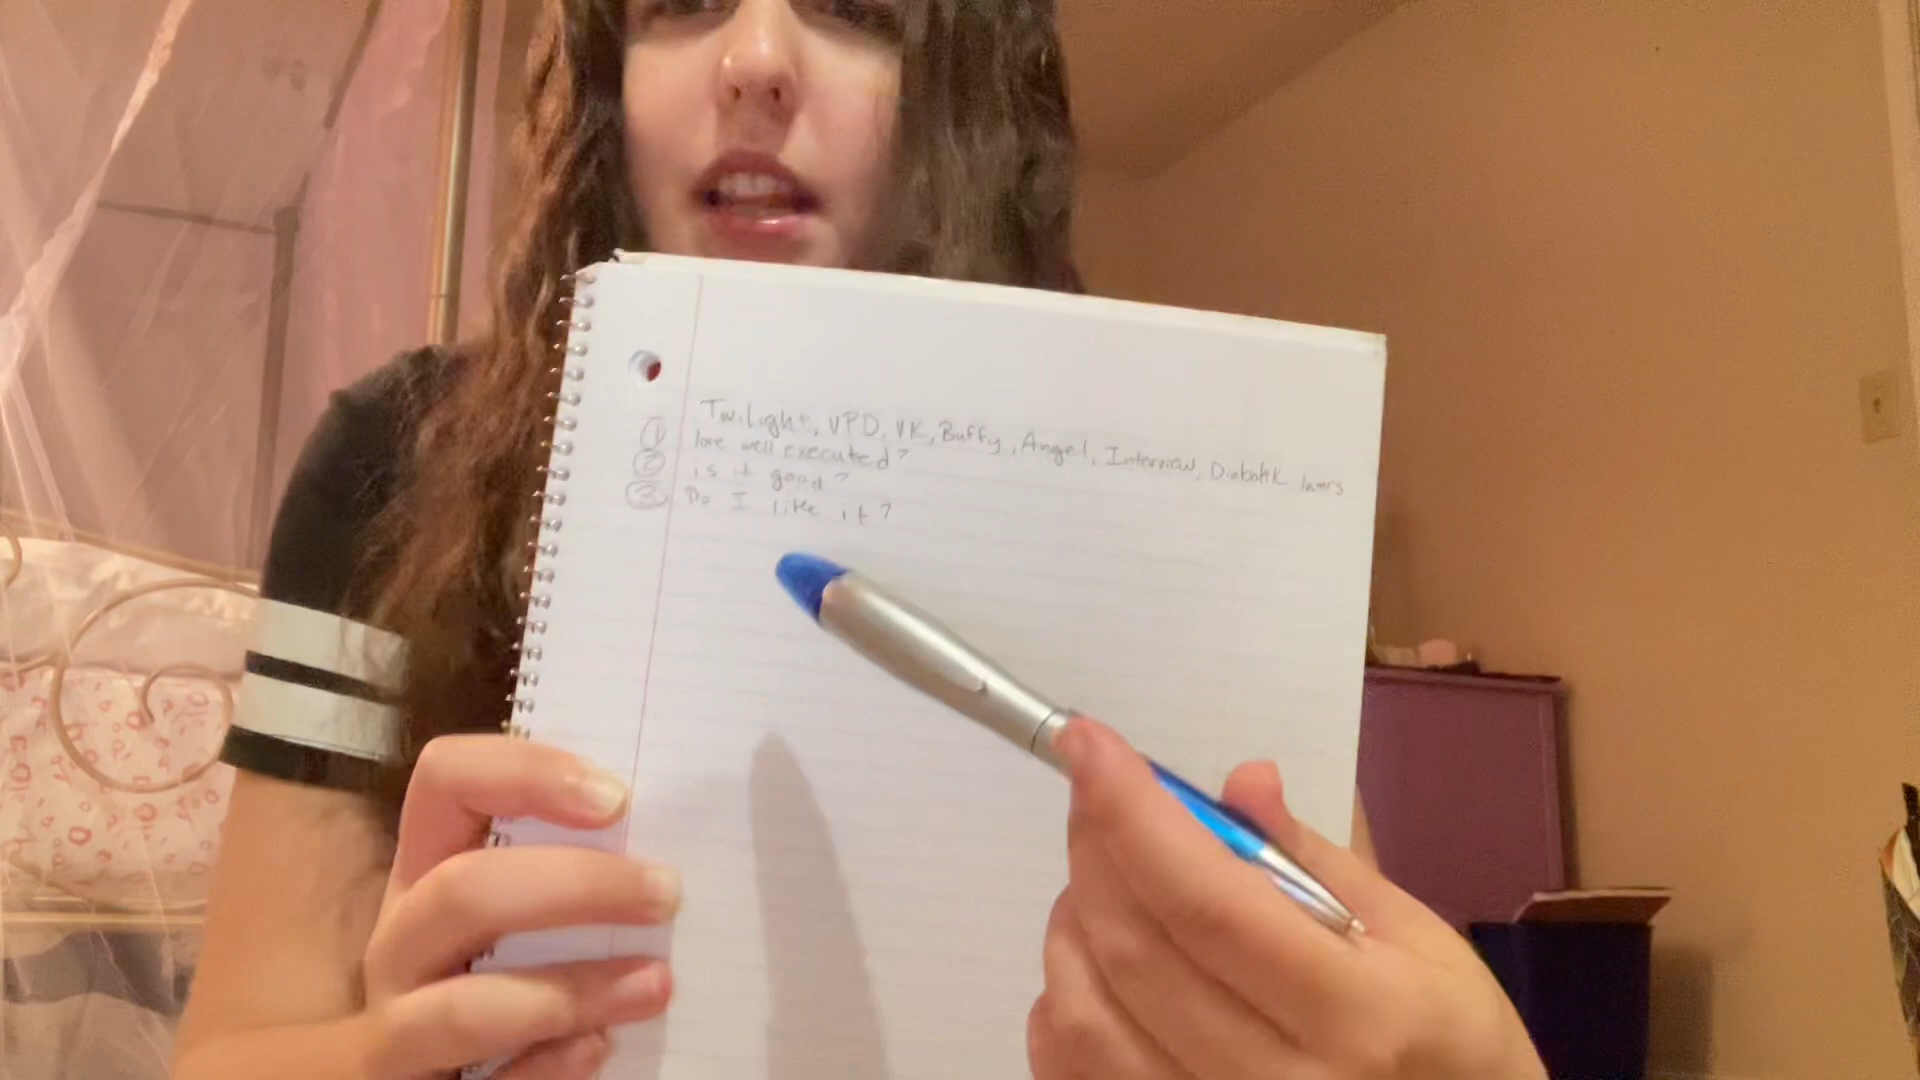 Twilight, VPD, VK, Buffy, Angel, Interview, Diabolik lovers
① lore well executed?
② is it good?
③ Do I like it?